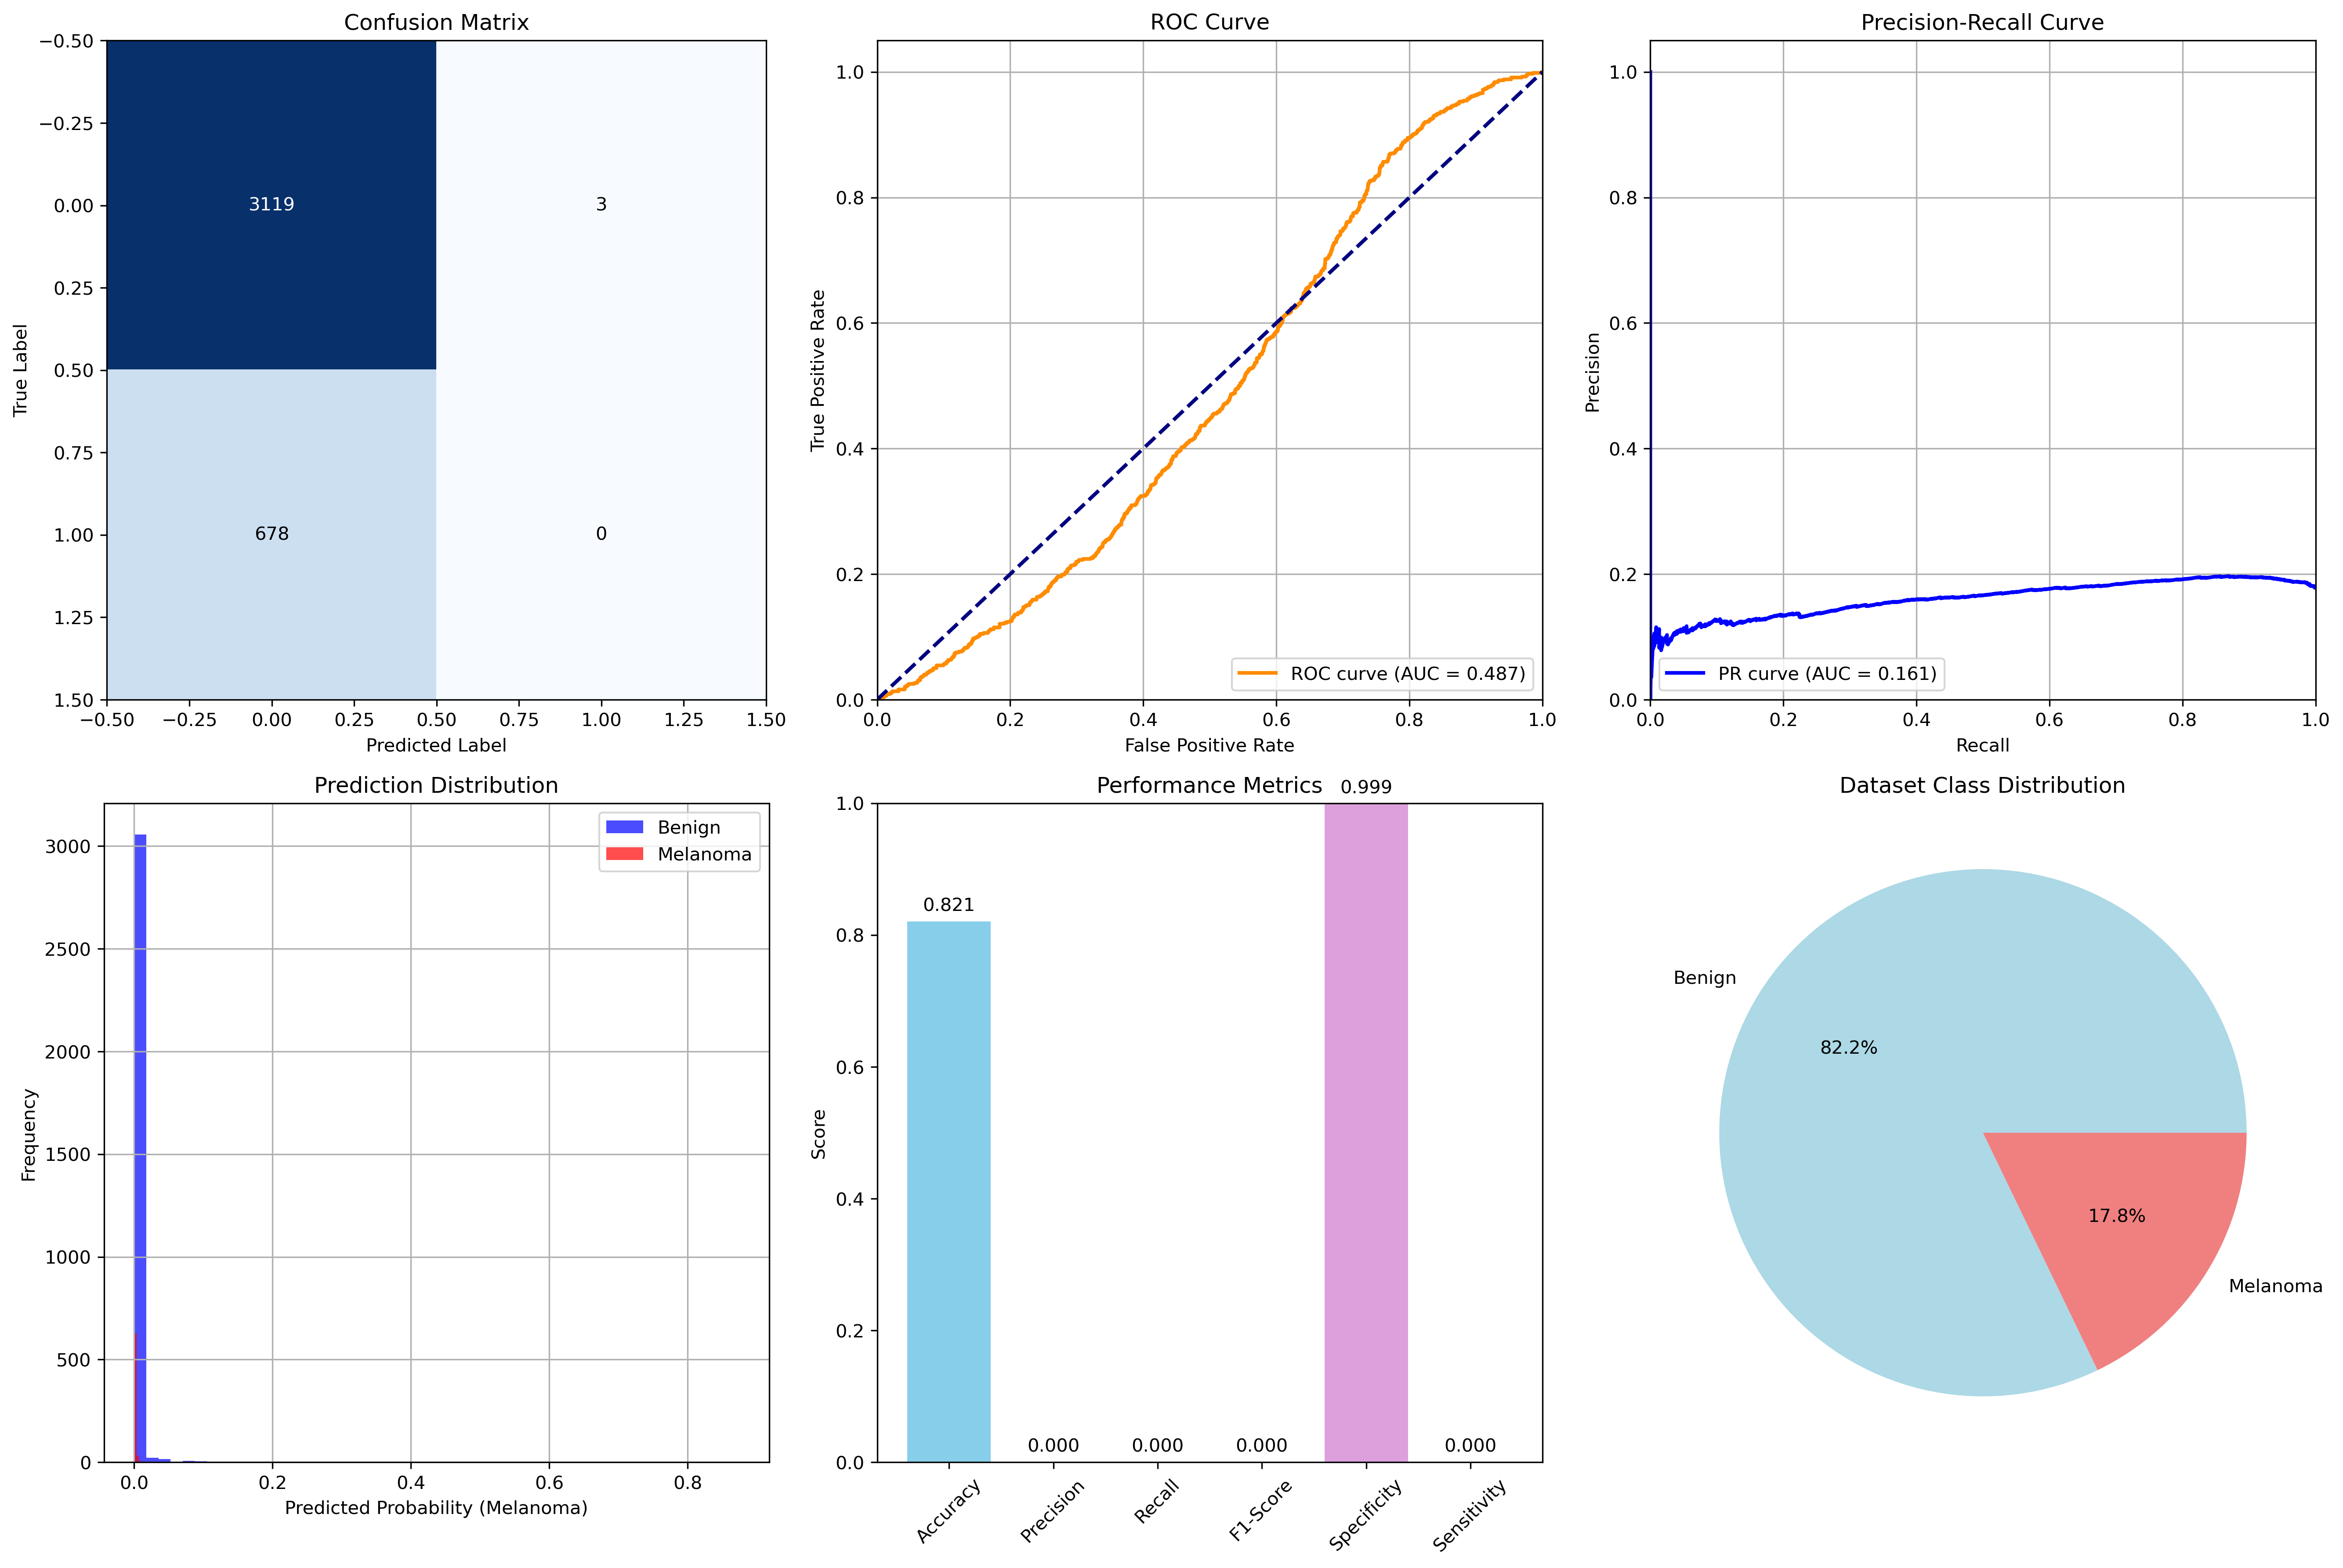 Confusion Matrix
−0.50
−0.25
0.00
0.25
0.50
0.75
1.00
1.25
1.50
True Label
3119
3
678
0
−0.50
−0.25
0.00
0.25
0.50
0.75
1.00
1.25
1.50
Predicted Label
ROC Curve
1.0
0.8
0.6
0.4
0.2
0.0
True Positive Rate
ROC curve (AUC = 0.487)
0.0
0.2
0.4
0.6
0.8
1.0
False Positive Rate
Precision-Recall Curve
1.0
0.8
0.6
0.4
0.2
0.0
Precision
PR curve (AUC = 0.161)
0.0
0.2
0.4
0.6
0.8
1.0
Recall
Prediction Distribution
3000
2500
2000
1500
1000
500
0
Frequency
Benign
Melanoma
0.0
0.2
0.4
0.6
0.8
Predicted Probability (Melanoma)
Performance Metrics
1.0
0.8
0.6
0.4
0.2
0.0
Score
0.821
0.000
0.000
0.000
0.999
0.000
Accuracy
Precision
Recall
F1-Score
Specificity
Sensitivity
Dataset Class Distribution
Benign
82.2%
17.8%
Melanoma